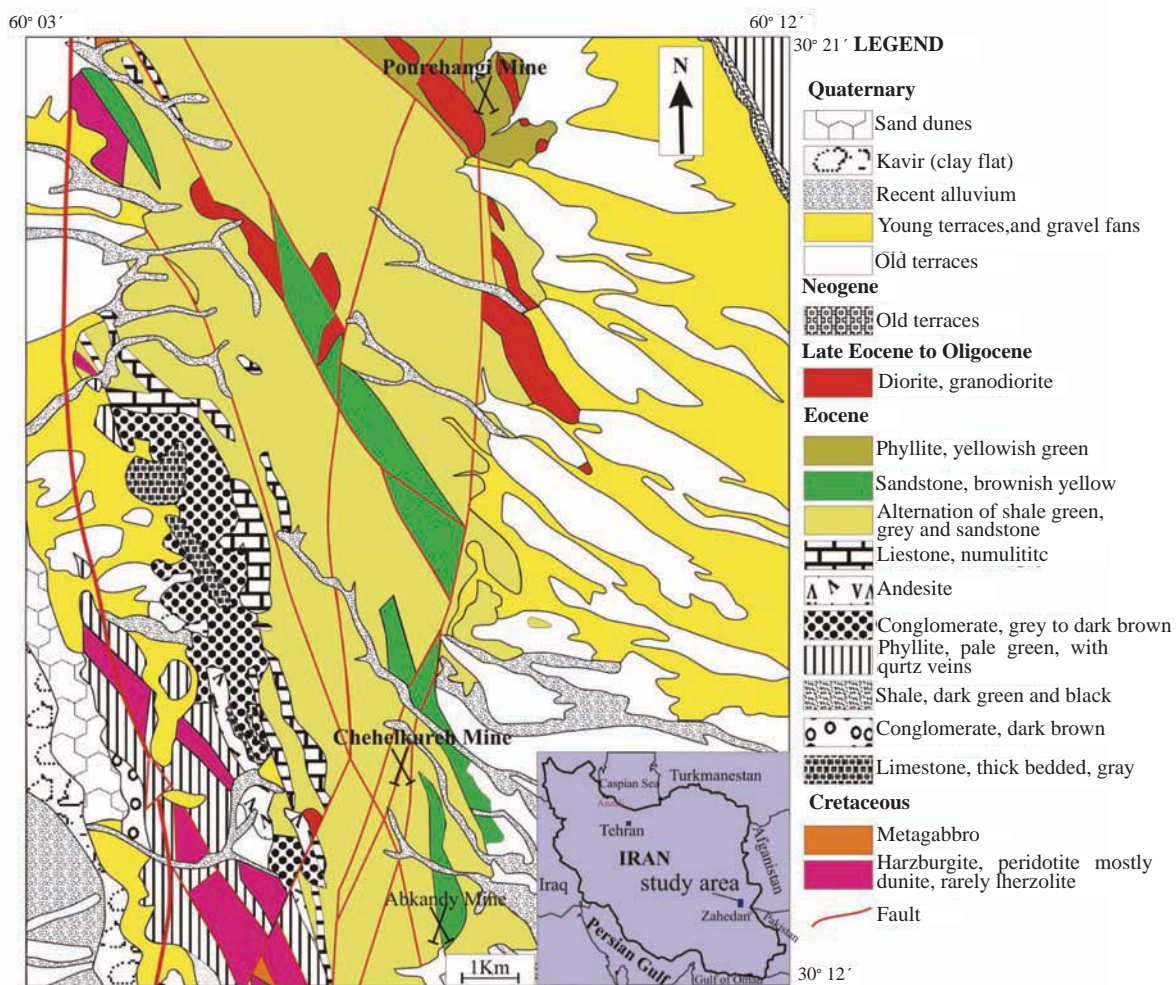 60° 03´
60° 12´
30° 21´ LEGEND
Pourchangi Mine
N
Chehelkureh Mine
Abkandy Mine
1Km
Caspian Sea
Turkmanestan
Anzali
Tehran
Afganistan
IRAN
Iraq
study area
Zahedan
Pakistan
Persian Gulf
Gulf of Oman
30° 12´
Quaternary
Sand dunes
Kavir (clay flat)
Recent alluvium
Young terraces,and gravel fans
Old terraces
Neogene
Old terraces
Late Eocene to Oligocene
Diorite, granodiorite
Eocene
Phyllite, yellowish green
Sandstone, brownish yellow
Alternation of shale green,
grey and sandstone
Liestone, numulititc
Andesite
Conglomerate, grey to dark brown
Phyllite, pale green, with
qurtz veins
Shale, dark green and black
Conglomerate, dark brown
Limestone, thick bedded, gray
Cretaceous
Metagabbro
Harzburgite, peridotite mostly
dunite, rarely lherzolite
Fault